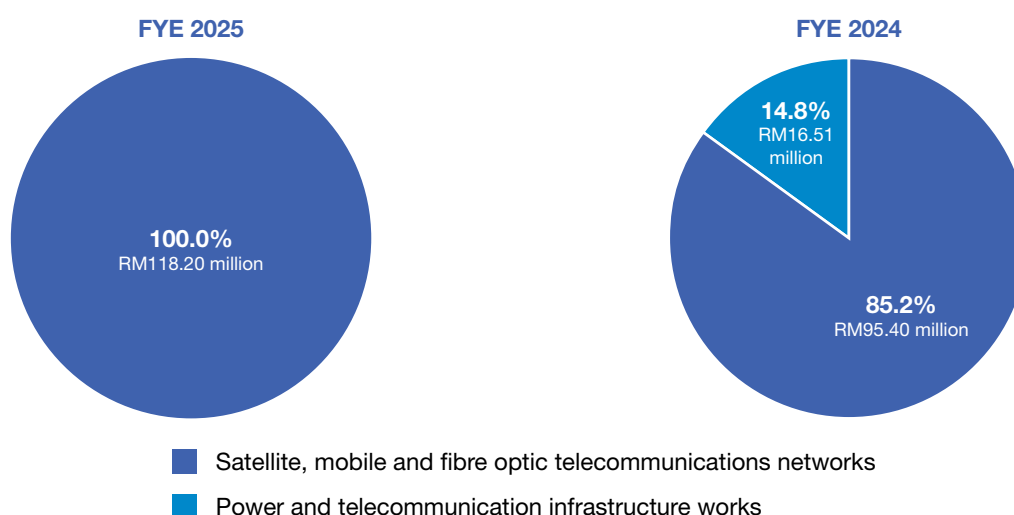 FYE 2025
100.0%
RM118.20 million
FYE 2024
14.8%
RM16.51
million
85.2%
RM95.40 million
Satellite, mobile and fibre optic telecommunications networks
Power and telecommunication infrastructure works